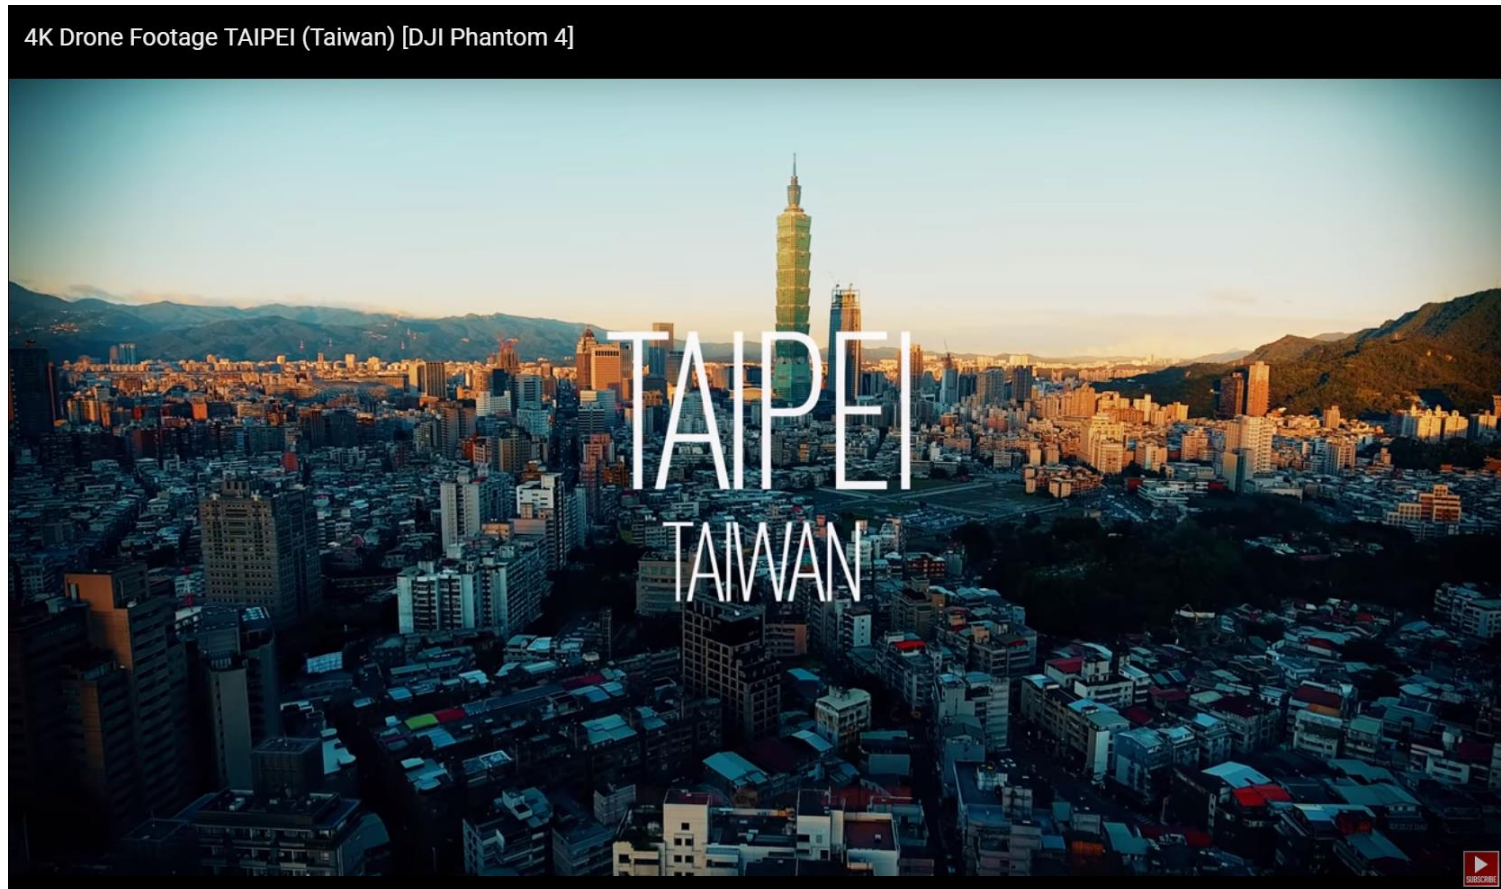 4K Drone Footage TAIPEI (Taiwan) [DJI Phantom 4]
TAIPEI
TAIWAN
SUBSCRIBE